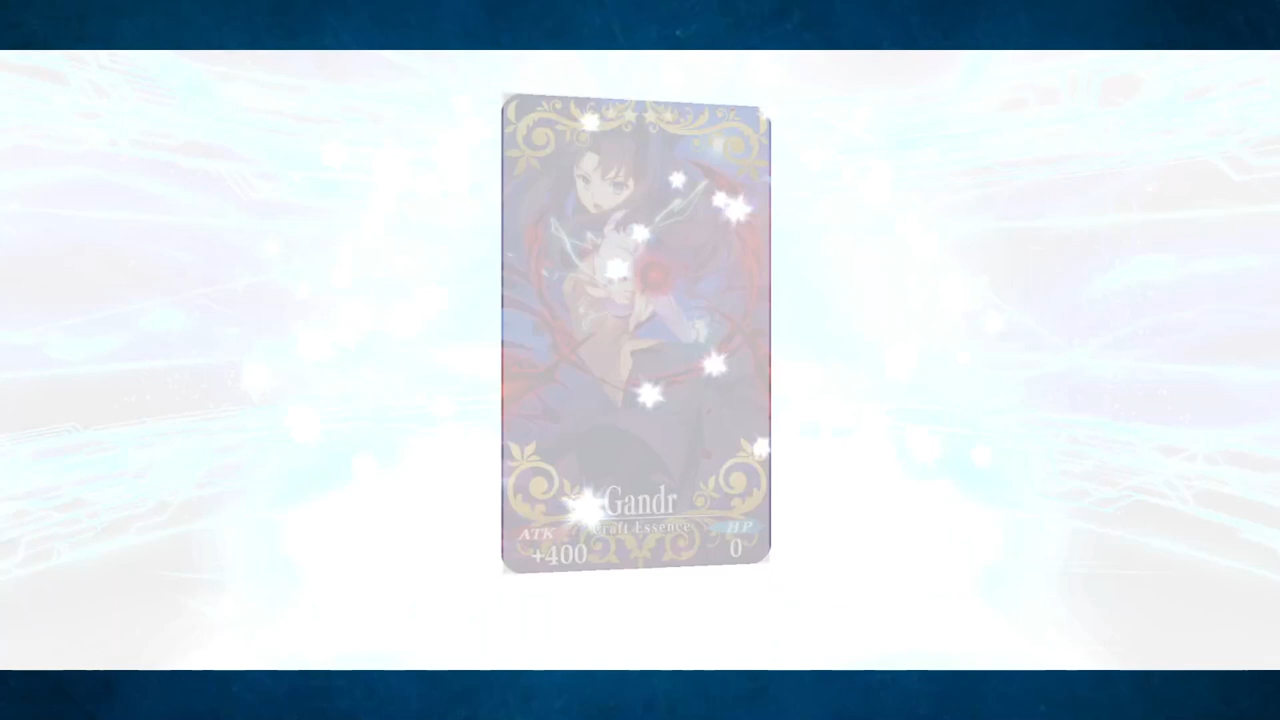 Gandr
Craft Essence
ATK
HP
+400
0